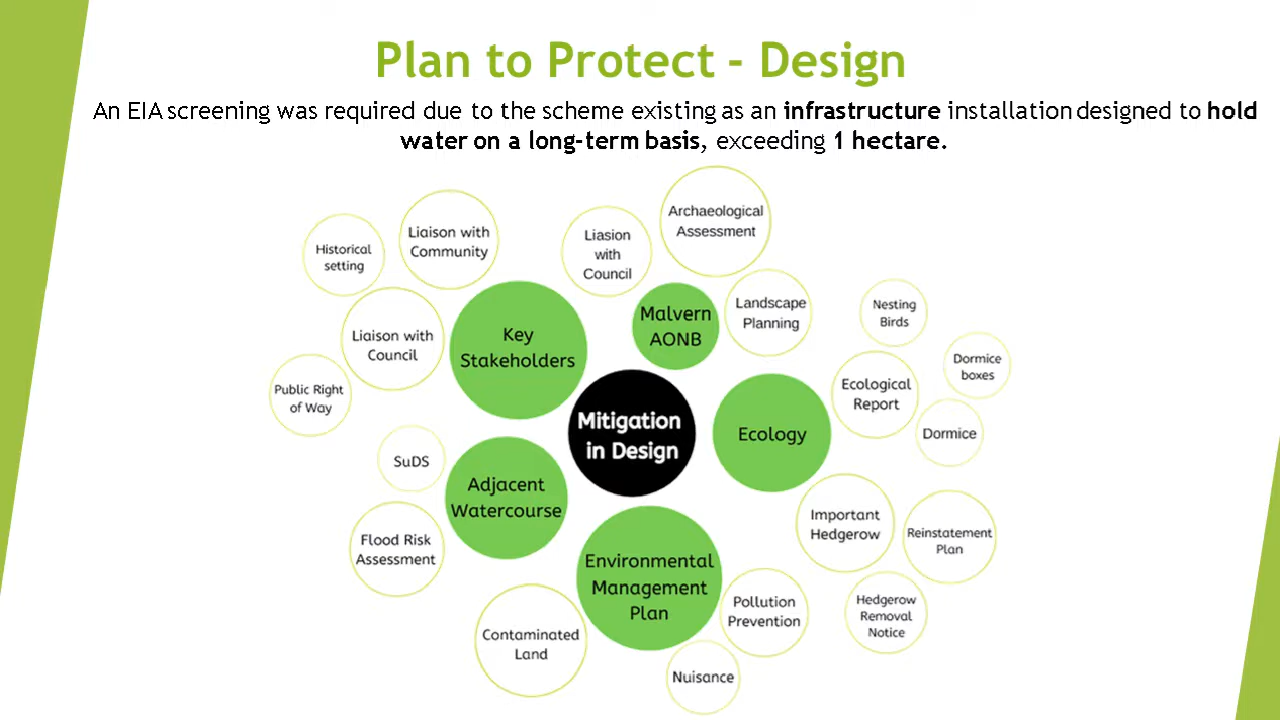 Plan to Protect - Design
An EIA screening was required due to the scheme existing as an infrastructure installation designed to hold
water on a long-term basis, exceeding 1 hectare.
Historical
setting
Liaison with
Community
Liaison with
Council
Public Right
of Way
Key
Stakeholders
Liasion
with
Council
Archaeological
Assessment
Malvern
AONB
Landscape
Planning
Nesting
Birds
Dormice
boxes
Ecological
Report
Dormice
Mitigation
in Design
Ecology
SuDS
Adjacent
Watercourse
Flood Risk
Assessment
Important
Hedgerow
Reinstatement
Plan
Environmental
Management
Plan
Pollution
Prevention
Hedgerow
Removal
Notice
Contaminated
Land
Nuisance